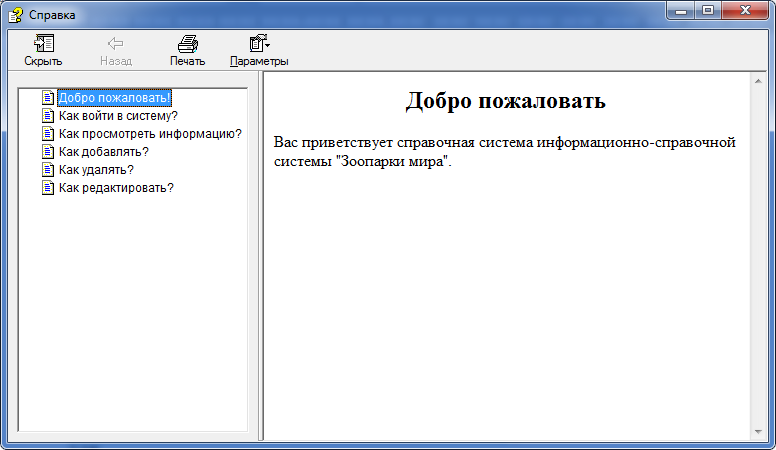 Справка
Скрыть
Назад
Печать
Параметры
Добро пожаловать!
Как войти в систему?
Как просмотреть информацию?
Как добавлять?
Как удалять?
Как редактировать?
Добро пожаловать
Вас приветствует справочная система информационно-справочной
системы "Зоопарки мира".